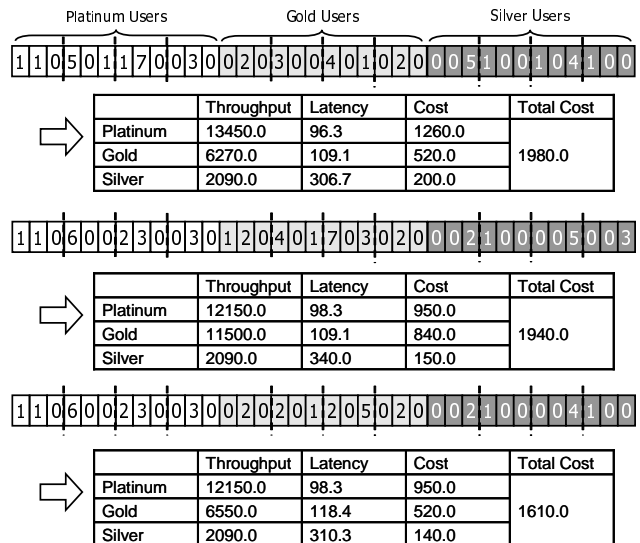 Platinum Users Gold Users Silver Users
1 1 0 5 0 1 1 7 0 0 3 0 0 2 0 3 0 0 4 0 1 0 2 0 0 0 5 1 0 0 1 0 4 1 0 0
Throughput Latency Cost Total Cost
Platinum 13450.0 96.3 1260.0
Gold 6270.0 109.1 520.0 1980.0
Silver 2090.0 306.7 200.0
1 1 0 6 0 0 2 3 0 0 3 0 1 2 0 4 0 1 7 0 3 0 2 0 0 0 2 1 0 0 0 0 5 0 0 3
Throughput Latency Cost Total Cost
Platinum 12150.0 98.3 950.0
Gold 11500.0 109.1 840.0 1940.0
Silver 2090.0 340.0 150.0
1 1 0 6 0 0 2 3 0 0 3 0 0 2 0 2 0 1 2 0 5 0 2 0 0 0 2 1 0 0 0 0 4 1 0 0
Throughput Latency Cost Total Cost
Platinum 12150.0 98.3 950.0
Gold 6550.0 118.4 520.0 1610.0
Silver 2090.0 310.3 140.0